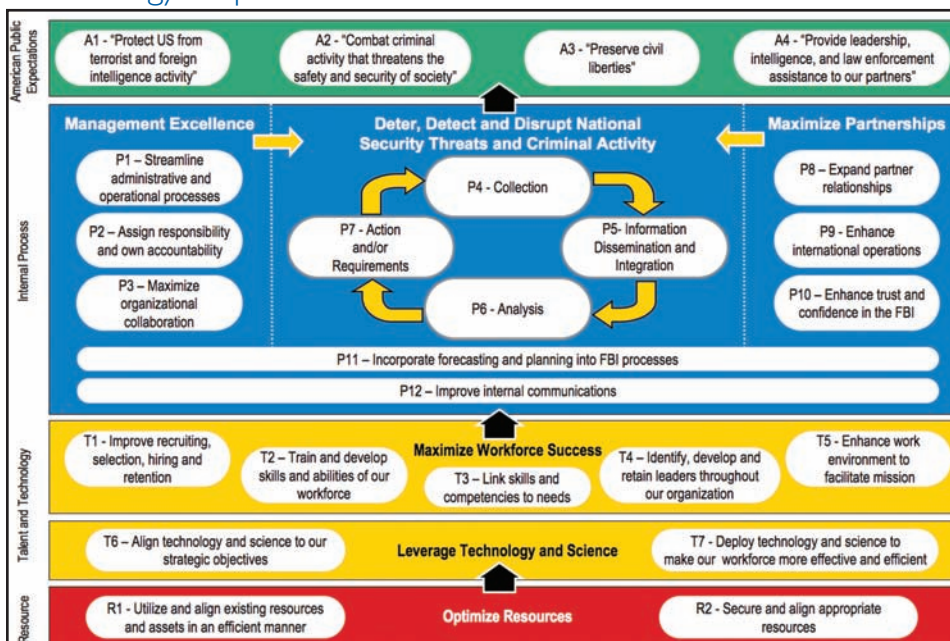 American Public
Expectations
A1 - “Protect US from
terrorist and foreign
intelligence activity”
A2 - “Combat criminal
activity that threatens the
safety and security of society”
A3 - “Preserve civil
liberties”
A4 - “Provide leadership,
intelligence, and law enforcement
assistance to our partners”
Internal Process
Management Excellence
P1 – Streamline
administrative and
operational processes
P2 – Assign responsibility
and own accountability
P3 – Maximize
organizational
collaboration
Deter, Detect and Disrupt National
Security Threats and Criminal Activity
P4 - Collection
P5- Information
Dissemination and
Integration
P6 - Analysis
P7 - Action
and/or
Requirements
Maximize Partnerships
P8 – Expand partner
relationships
P9 – Enhance
international operations
P10 – Enhance trust and
confidence in the FBI
P11 – Incorporate forecasting and planning into FBI processes
P12 – Improve internal communications
Talent and Technology
Maximize Workforce Success
T1 - Improve recruiting,
selection, hiring and
retention
T2 – Train and develop
skills and abilities of our
workforce
T3 – Link skills and
competencies to needs
T4 – Identify, develop and
retain leaders throughout
our organization
T5 - Enhance work
environment to
facilitate mission
T6 – Align technology and science to our
strategic objectives
Leverage Technology and Science
T7 - Deploy technology and science to
make our workforce more effective and efficient
Resource
R1 - Utilize and align existing resources
and assets in an efficient manner
Optimize Resources
R2 - Secure and align appropriate
resources